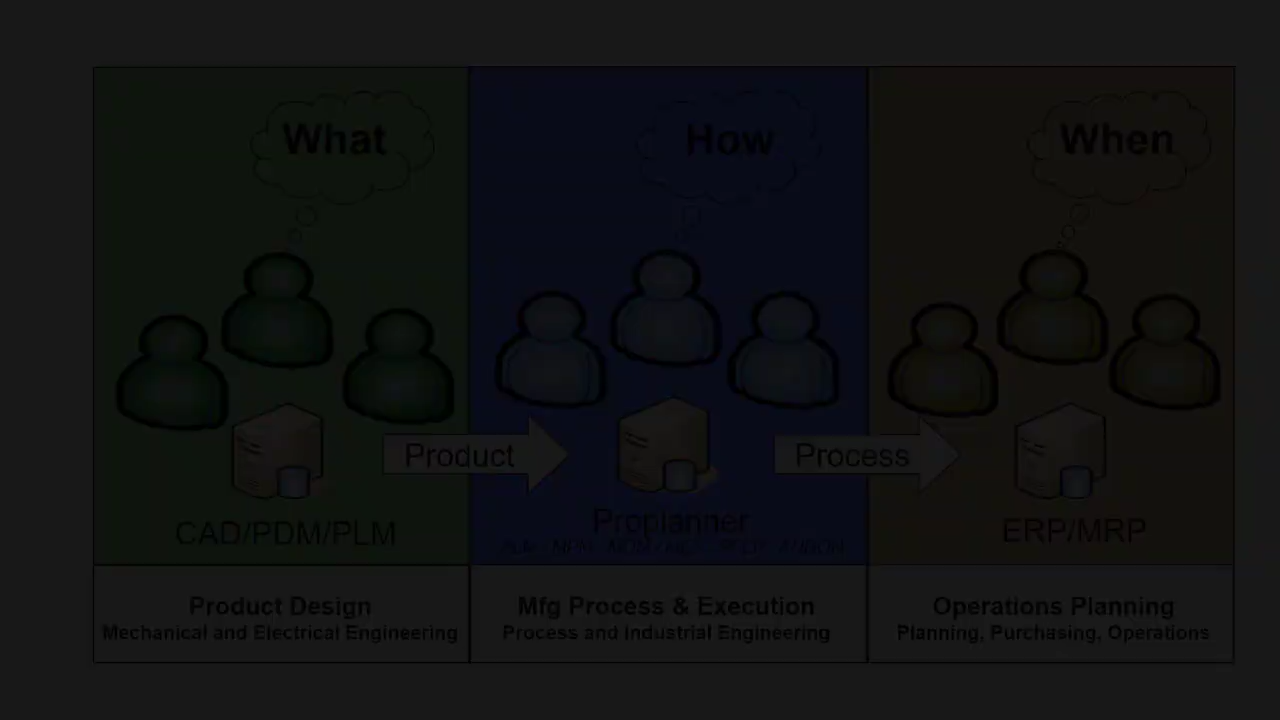 What
How
When
Product
Process
CAD/PDM/PLM
Proplanner
ERP/MRP
Product Design
Mechanical and Electrical Engineering
Mfg Process & Execution
Process and Industrial Engineering
Operations Planning
Planning, Purchasing, Operations